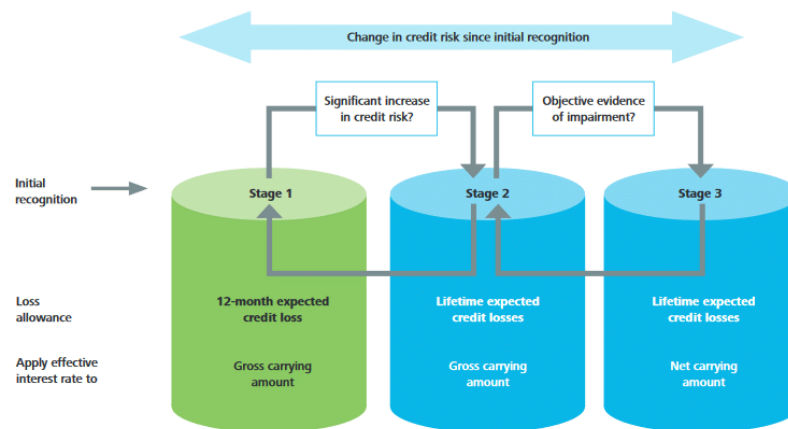 Change in credit risk since initial recognition
Significant increase
in credit risk?
Objective evidence
of impairment?
Initial
recognition
Stage 1
Stage 2
Stage 3
Loss
allowance
12-month expected
credit loss
Lifetime expected
credit losses
Lifetime expected
credit losses
Apply effective
interest rate to
Gross carrying
amount
Gross carrying
amount
Net carrying
amount